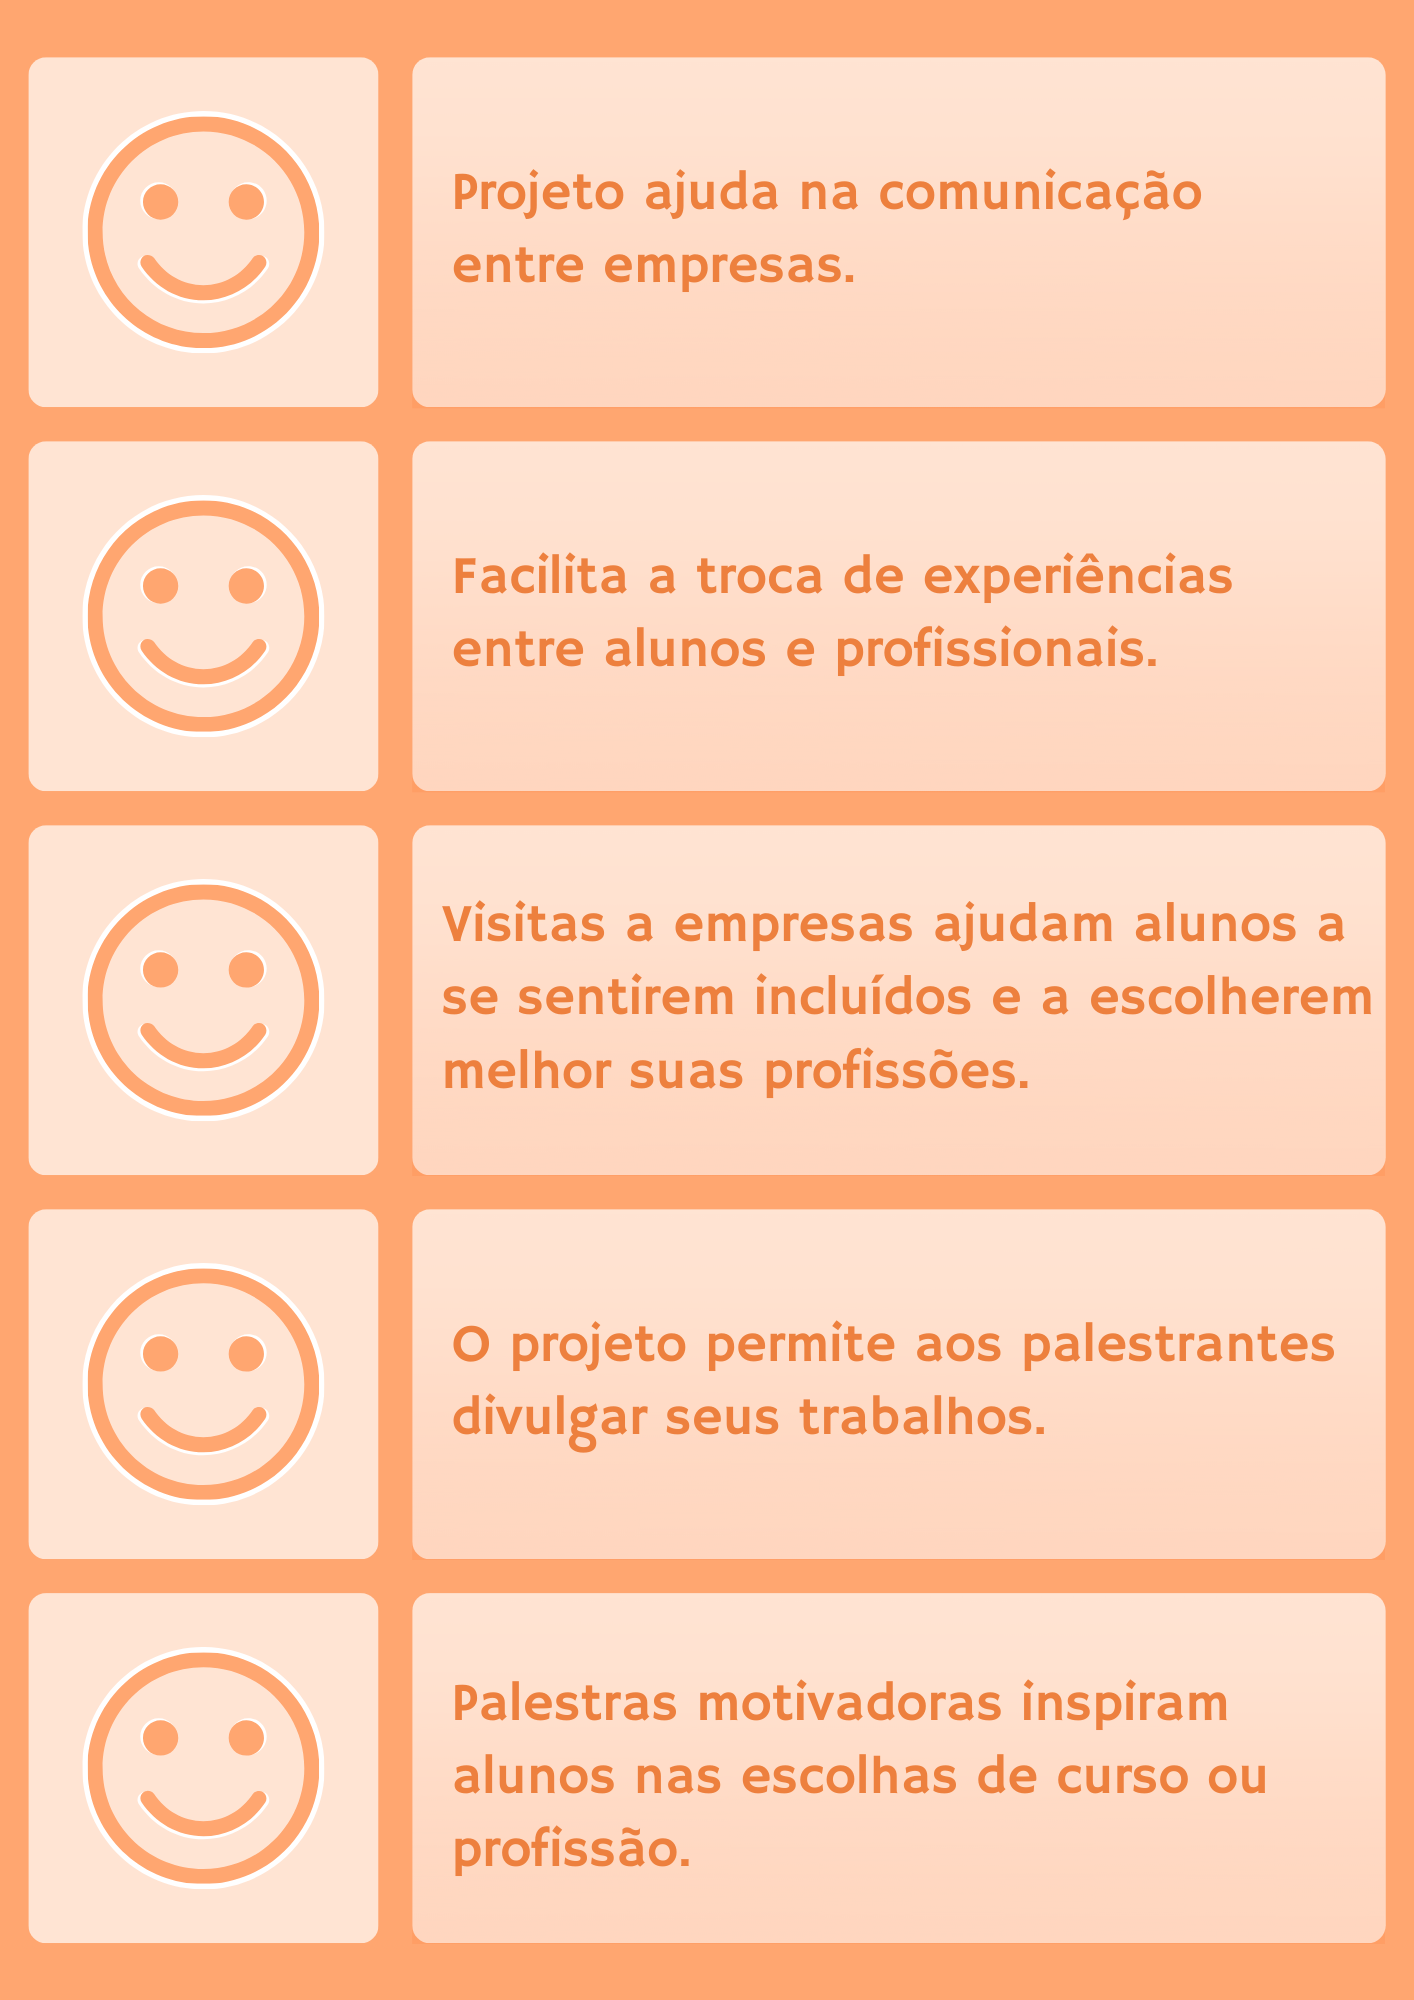 Projeto ajuda na comunicação
entre empresas.
Facilita a troca de experiências
entre alunos e profissionais.
Visitas a empresas ajudam alunos a
se sentirem incluídos e a escolherem
melhor suas profissões.
O projeto permite aos palestrantes
divulgar seus trabalhos.
Palestras motivadoras inspiram
alunos nas escolhas de curso ou
profissão.